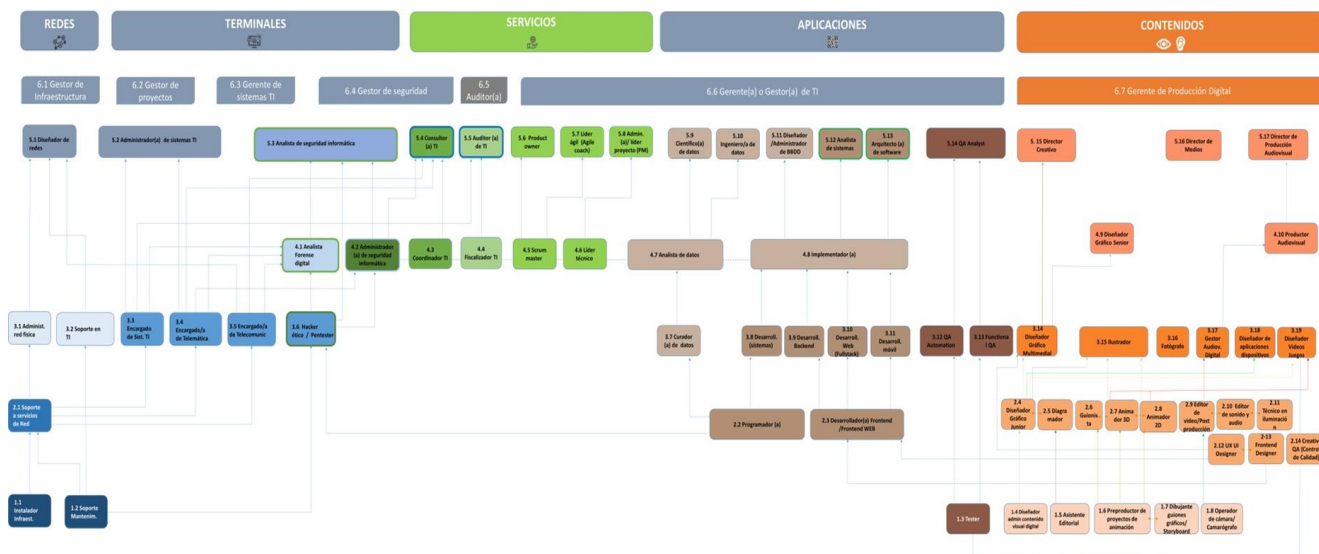 REDES
TERMINALES
SERVICIOS
APLICACIONES
CONTENIDOS
6.1 Gestor de
Infraestructura
6.2 Gestor de
proyectos
6.3 Gerente de
sistemas TI
6.4 Gestor de seguridad
6.5
Auditor(a)
6.6 Gerente(a) o Gestor(a) de TI
6.7 Gerente de Producción Digital
5.1 Diseñador de
redes
5.2 Administrador(a) de sistemas TI
5.3 Analista de seguridad informática
5.4 Consultor
(a) TI
5.5 Auditor (a)
de TI
5.6 Product
owner
5.7 Lider
ágil (Agile
coach)
5.8 Admin.
(a)/ líder
proyecto (PM)
5.9
Científico(a)
de datos
5.10
Ingeniero/a de
datos
5.11 Diseñador
/Administrador
de BBDD
5.12 Analista
de sistemas
5.13
Arquitecto (a)
de software
5.14 QA Analyst
5. 15 Director
Creativo
5.16 Director de
Medios
5.17 Director de
Producción
Audiovisual
4.1 Analista
Forense
digital
4.2 Administrador
(a) de seguridad
informática
4.3
Coordinador TI
4.4
Fiscalizador TI
4.5 Scrum
master
4.6 Líder
técnico
4.7 Analista de datos
4.8 Implementador (a)
4.9 Diseñador
Gráfico Senior
4.10 Productor
Audiovisual
3.1 Administ.
red física
3.2 Soporte en
TI
3.3
Encargado
de Sist. TI
3.4
Encargado/a
de Telemática
3.5 Encargado/a
de Telecomunic
3.6 Hacker
ético / Pentester
3.7 Curador
(a) de datos
3.8 Desarroll.
(sistemas)
3.9 Desarroll.
Backend
3.10
Desarroll.
Web
(Fullstack)
3.11
Desarroll.
móvil
3.12 QA
Automation
3.13 Functiona
l QA
3.14
Diseñador
Gráfico
Multimedial
3.15 Ilustrador
3.16
Fotógrafo
3.17
Gestor
Audiov.
Digital
3.18
Diseñador de
aplicaciones
dispositivos
3.19
Diseñador
Videos
Juegos
2.1 Soporte
a servicios
de Red
2.2 Programador (a)
2.3 Desarrollador(a) Frontend
/Frontend WEB
2.4
Diseñador
Gráfico
Junior
2.5 Diagra
mador
2.6
Guionis
ta
2.7 Anima
dor 3D
2.8
Animador
2D
2.9 Editor
de
video/Post
producción
2.10 Editor
de sonido y
audio
2.11
Técnico en
iluminació
n
2.12 UX UI
Designer
2-13
Frontend
Designer
2.14 Creativ
QA (Contro
de Calidad)
1.1
Instalador
Infraest.
1.2 Soporte
Mantenim.
1.3 Tester
1.4 Diseñador
admin contenido
visual digital
1.5 Asistente
Editorial
1.6 Preproductor de
proyectos de
animación
1.7 Dibujante
guiones
gráficos/
Storyboard
1.8 Operador
de cámara/
Camarógrafo